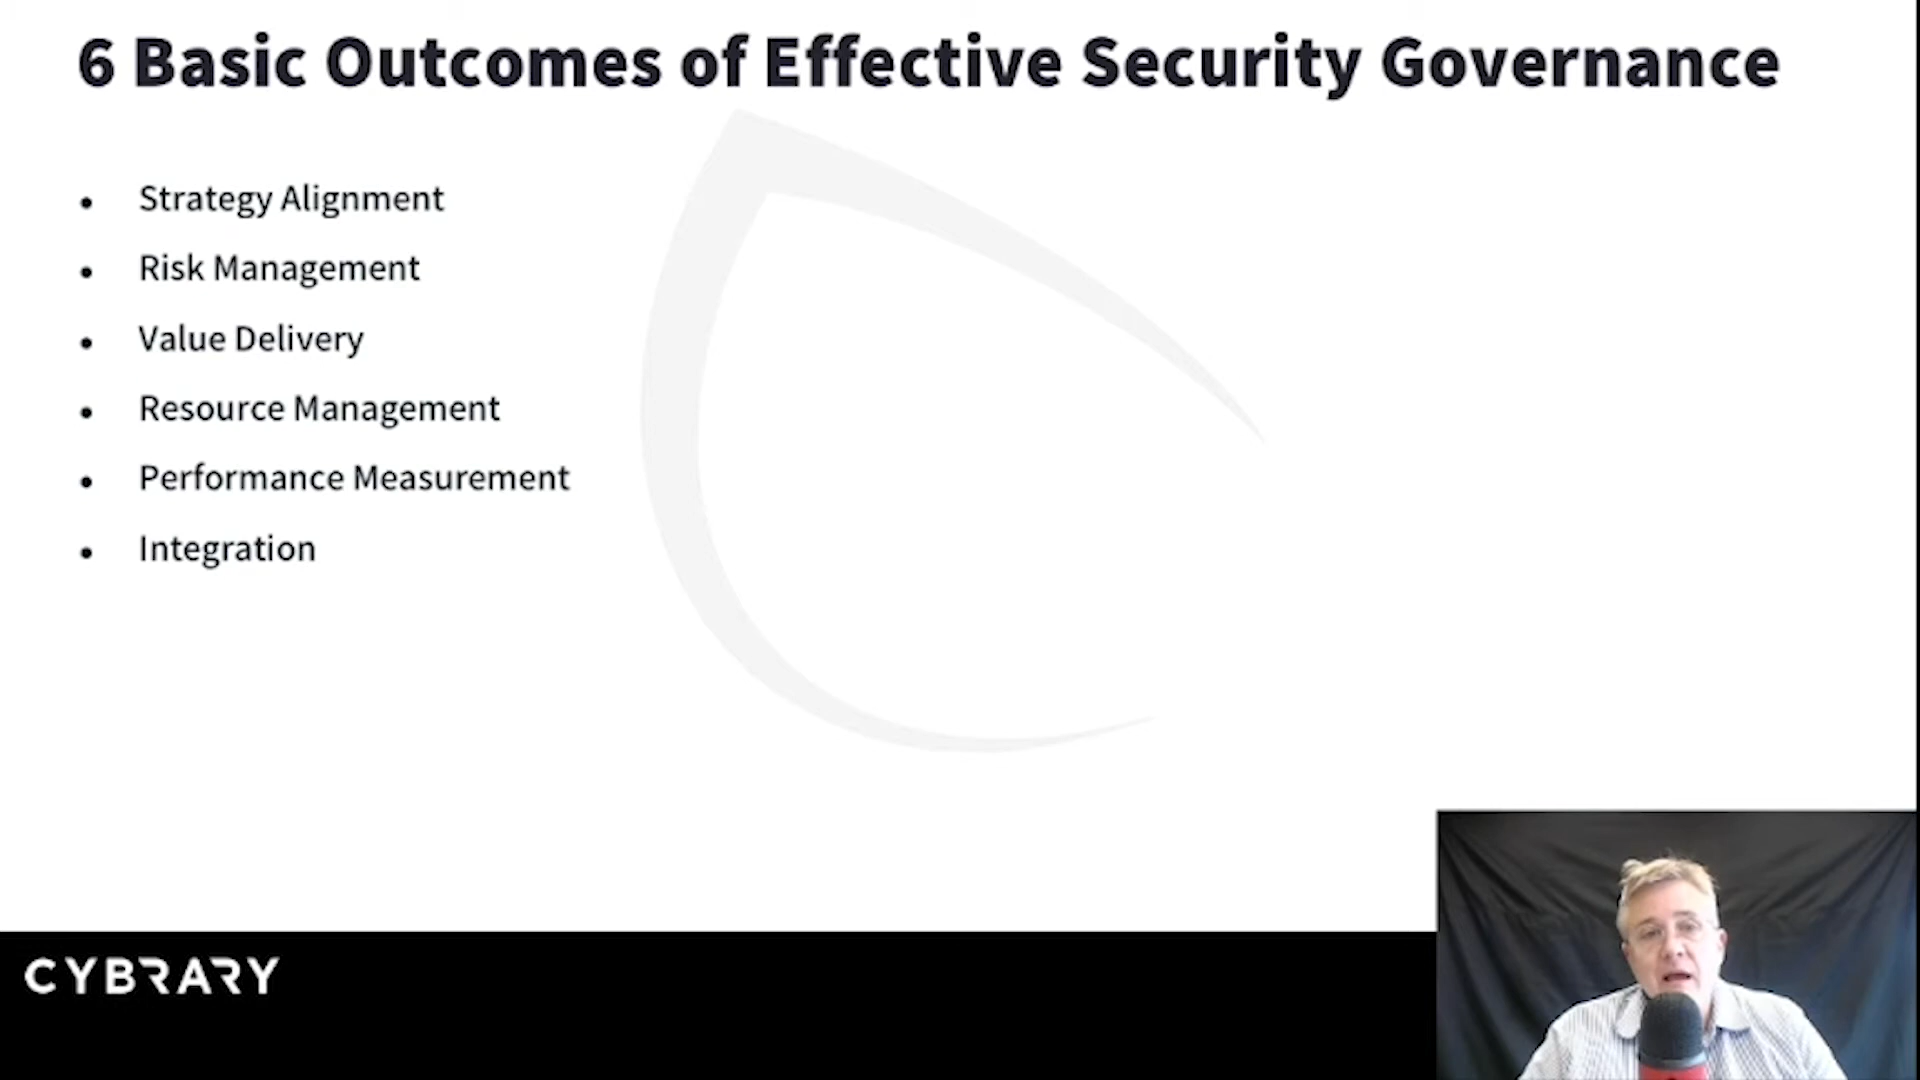 6 Basic Outcomes of Effective Security Governance
• Strategy Alignment
• Risk Management
• Value Delivery
• Resource Management
• Performance Measurement
• Integration
CYBRARY